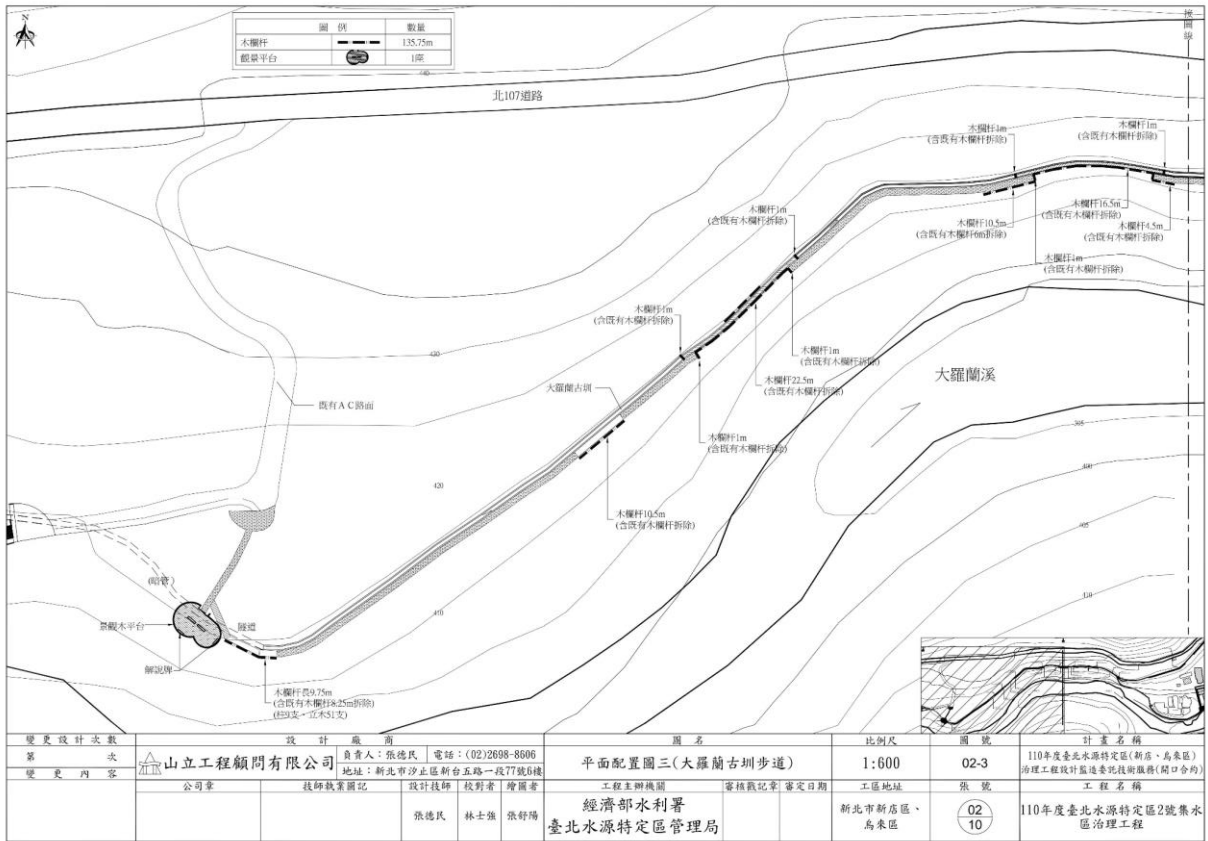 N
圖 例 數量
木欄杆 135.75m
觀景平台 1座
接圖線
北107道路
木欄杆1m
(含既有木欄杆拆除)
木欄杆1m
(含既有木欄杆拆除)
木欄杆1m
(含既有木欄杆拆除)
木欄杆10.5m
(含既有木欄杆6m拆除)
木欄杆16.5m
(含既有木欄杆拆除)
木欄杆4.5m
(含既有木欄杆拆除)
木欄杆1m
(含既有木欄杆拆除)
木欄杆1m
(含既有木欄杆拆除)
木欄杆1m
(含既有木欄杆拆除)
木欄杆22.5m
(含既有木欄杆拆除)
大羅蘭古圳
大羅蘭溪
既有AC路面
木欄杆1m
(含既有木欄杆拆除)
木欄杆10.5m
(含既有木欄杆拆除)
420
410
400
410
(暗管)
景觀木平台
隧道
解說牌
木欄杆長9.75m
(含既有木欄杆8.25m拆除)
(柱9支、立木51支)
變更設計次數
第 次
變更內容
設計廠商
山立工程顧問有限公司
負責人:張德民 電話:(02)2698-8606
地址:新北市汐止區新台五路一段77號6樓
公司章 技師執業圖記 設計技師 校對者 繪圖者
張德民 林士強 張舒陽
圖名
平面配置圖三(大羅蘭古圳步道)
工程主辦機關 審核戳記章 審定日期
經濟部水利署
臺北水源特定區管理局
比例尺 圖號
1:600 02-3
工區地址 張號
新北市新店區、
烏來區
02
10
計畫名稱
110年度臺北水源特定區(新店、烏來區)
治理工程設計監造委託技術服務(開口合約)
工程名稱
110年度臺北水源特定區2號集水
區治理工程